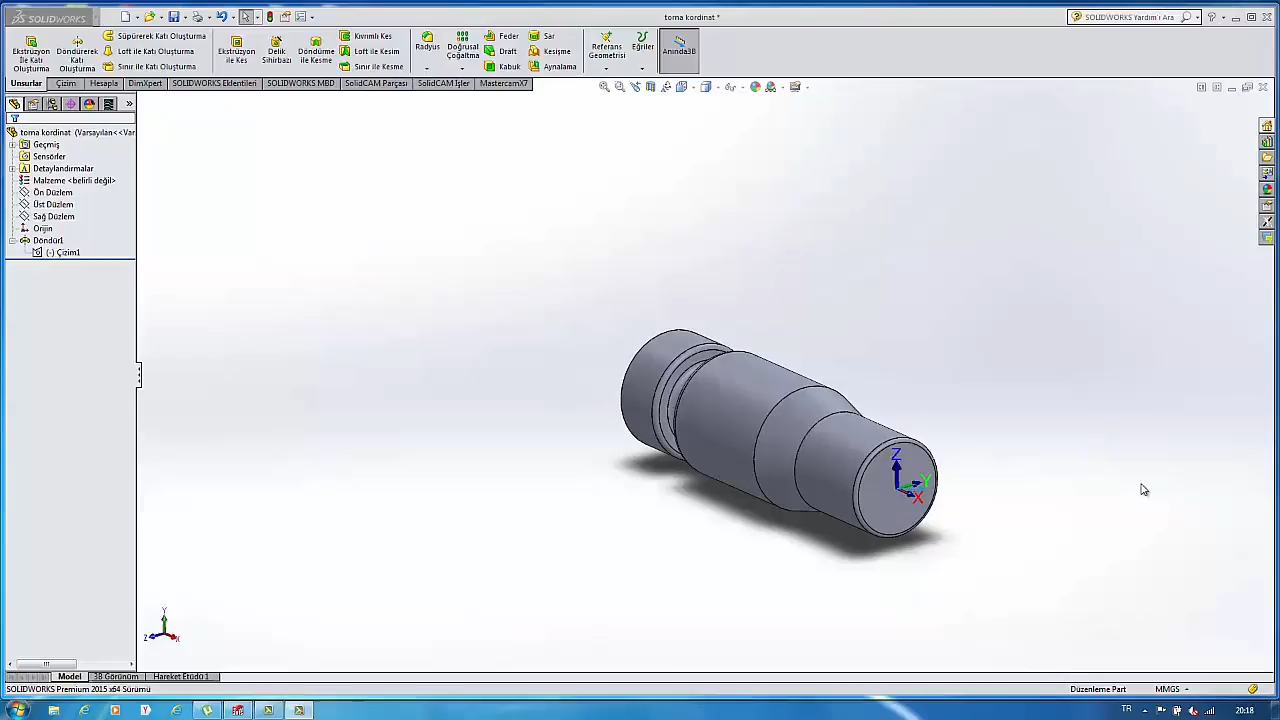 SOLIDWORKS
torna kordinat *
SOLIDWORKS Yardım'ı Ara
Ekstrüzyon İle Katı Oluşturma
Döndürerek Katı Oluşturma
Süpürerek Katı Oluşturma
Loft ile Katı Oluşturma
Sınır ile Katı Oluşturma
Ekstrüzyon ile Kes
Delik Sihirbazı
Döndürme ile Kesme
Kıvrımlı Kes
Loft ile Kesim
Sınır ile Kesme
Radyus
Doğrusal Çoğaltma
Feder
Draft
Kabuk
Sar
Kesişme
Aynalama
Referans Geometrisi
Eğriler
Anında3B
Unsurlar
Çizim
Hesapla
DimXpert
SOLIDWORKS Eklentileri
SOLIDWORKS MBD
SolidCAM Parçası
SolidCAM İşler
MastercamX7
torna kordinat (Varsayılan<<Var
Geçmiş
Sensörler
Detaylandırmalar
Malzeme <belirli değil>
Ön Düzlem
Üst Düzlem
Sağ Düzlem
Orijin
Döndür1
(-) Çizim1
Z
Y
X
Y
Z
X
Model
3B Görünüm
Hareket Etüdü 1
SOLIDWORKS Premium 2015 x64 Sürümü
Düzenleme Part
MMGS
TR
20:18